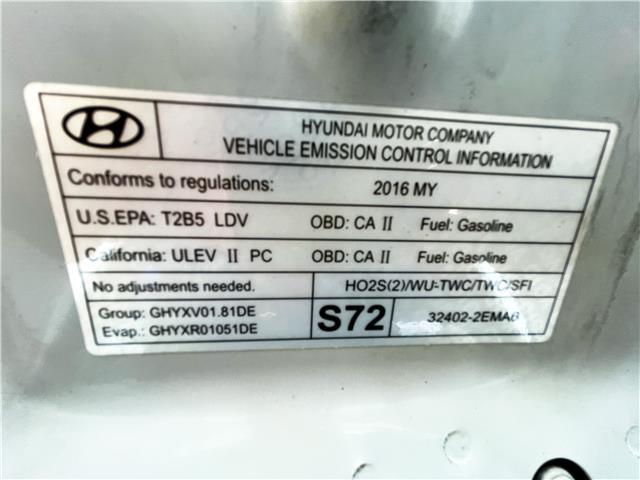 HYUNDAI MOTOR COMPANY
VEHICLE EMISSION CONTROL INFORMATION
Conforms to regulations: 2016 MY
U.S.EPA: T2B5 LDV OBD: CA II Fuel: Gasoline
California: ULEV II PC OBD: CA II Fuel: Gasoline
No adjustments needed. HO2S(2)/WU-TWC/TWC/SFI
Group: GHYXV01.81DE
Evap.: GHYXR01051DE
S72
32402-2EMA6